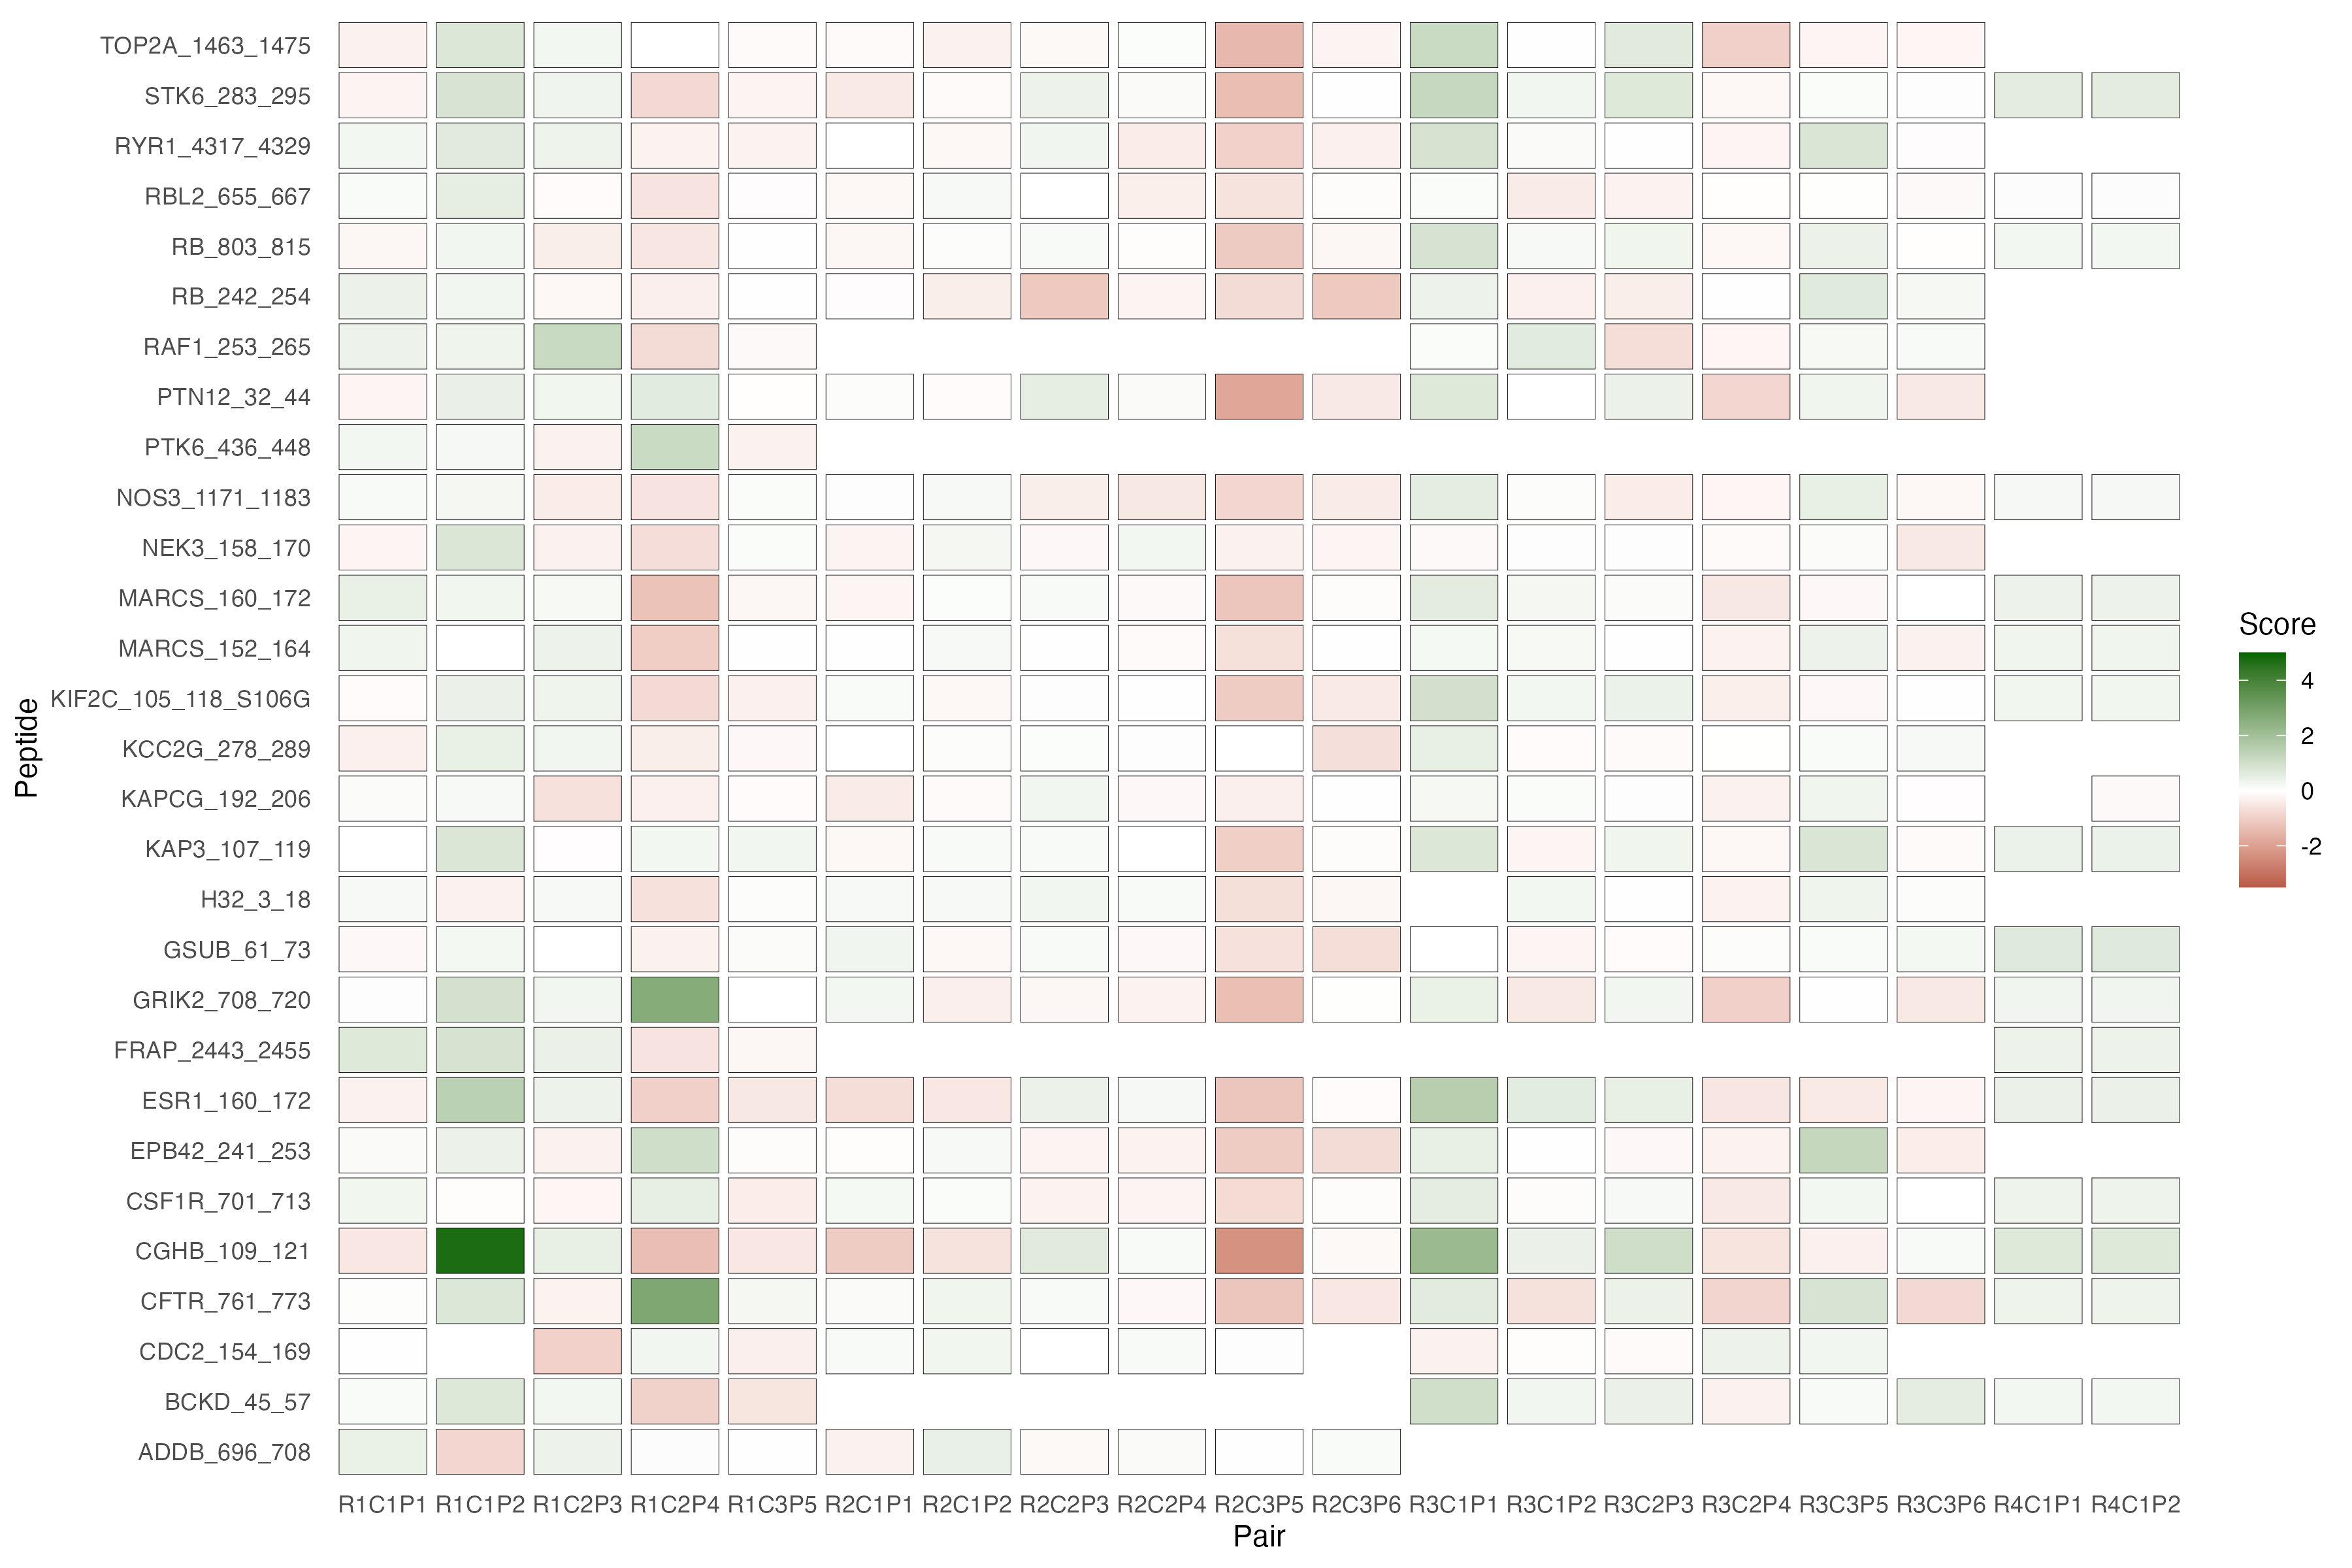 TOP2A_1463_1475
STK6_283_295
RYR1_4317_4329
RBL2_655_667
RB_803_815
RB_242_254
RAF1_253_265
PTN12_32_44
PTK6_436_448
NOS3_1171_1183
NEK3_158_170
MARCS_160_172
MARCS_152_164
KIF2C_105_118_S106G
KCC2G_278_289
KAPCG_192_206
KAP3_107_119
H32_3_18
GSUB_61_73
GRIK2_708_720
FRAP_2443_2455
ESR1_160_172
EPB42_241_253
CSF1R_701_713
CGHB_109_121
CFTR_761_773
CDC2_154_169
BCKD_45_57
ADDB_696_708
Peptide
R1C1P1 R1C1P2 R1C2P3 R1C2P4 R1C3P5 R2C1P1 R2C1P2 R2C2P3 R2C2P4 R2C3P5 R2C3P6 R3C1P1 R3C1P2 R3C2P3 R3C2P4 R3C3P5 R3C3P6 R4C1P1 R4C1P2
Pair
Score
4
2
0
-2